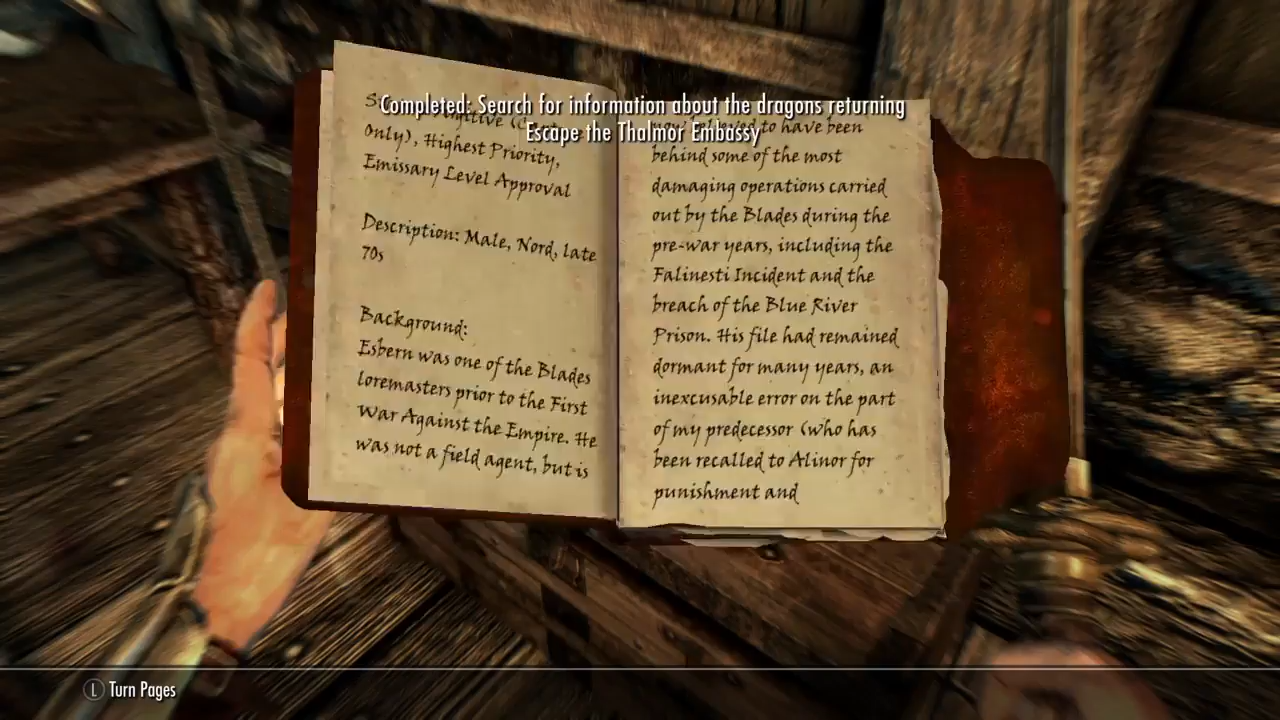 Completed: Search for information about the dragons returning
Escape the Thalmor Embassy
Only), Highest Priority,
Emissary Level Approval
Description: Male, Nord, late
70s
Background:
Esbern was one of the Blades
loremasters prior to the First
War Against the Empire. He
was not a field agent, but is
to have been
behind some of the most
damaging operations carried
out by the Blades during the
pre-war years, including the
Falinesti Incident and the
breach of the Blue River
Prison. His file had remained
dormant for many years, an
inexcusable error on the part
of my predecessor (who has
been recalled to Alinor for
punishment and
L Turn Pages